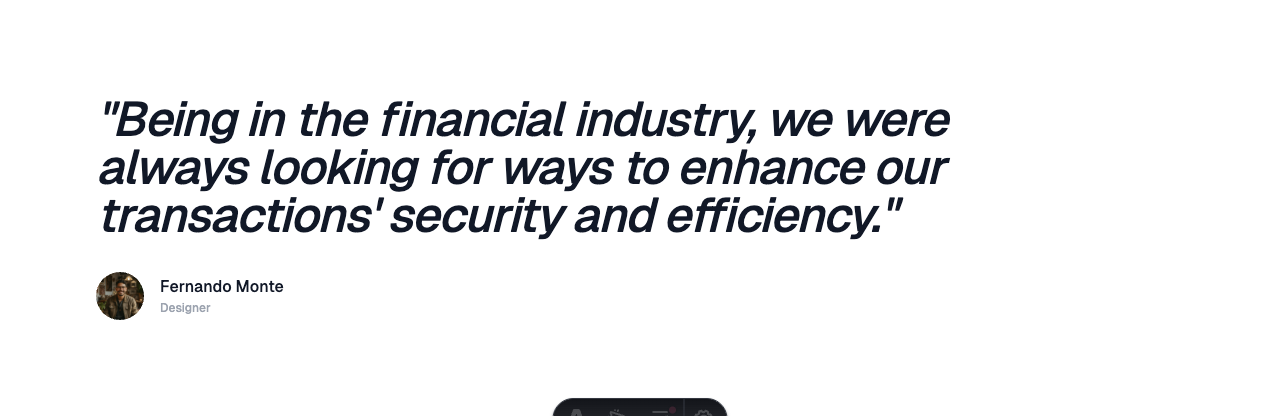 "Being in the financial industry, we were
always looking for ways to enhance our
transactions' security and efficiency."
Fernando Monte
Designer